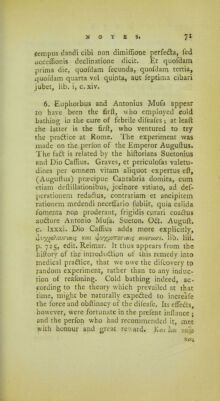 NOTES. 71
tempus dandi cibi non dimissione perfecta, sed
accessionis declinatione dicit. Et quosdam
prima die, quosdam secunda, quosdam tertia,
quosdam quarta vel quinta, aut septima cibari
jubet, lib. i, c. xiv.
6. Euphorbus and Antonius Musa appear
to have been the first, who employed cold
bathing in the cure of febrile diseases; at least
the latter is the first, who ventured to try
the practice at Rome. The experiment was
made on the person of the Emperor Augustus.
The fact is related by the historians Suetonius
and Dio Cassius. Graves, et periculosas valetu-
dines per omnem vitam aliquot expertus est,
(Augustus) præcipue Cantabria domita, cum
etiam destillationibus, jocinore vitiato, ad des-
perationem redactus, contrariam et ancipitem
rationem medendi necessario subiit, quia calida
fomenta non proderant, frigidis curari coactus
auctore Antonio Musa. Sueton. Oct. August.
c. lxxxi. Dio Cassius adds more explicitly,
και lib. liii.
p. 725, edit. Reimar. It thus appears from the
history of the introduction of this remedy into
medical practice, that we owe the discovery to
random experiment, rather than to any induc-
tion of reasoning. Cold bathing indeed, ac-
cording to the theory which prevailed at that
time, might be naturally expected to increase
the force and obstinacy of the disease. Its effects,
however, were fortunate in the present instance;
and the person who had recommended it, met
with honour and great reward. Και